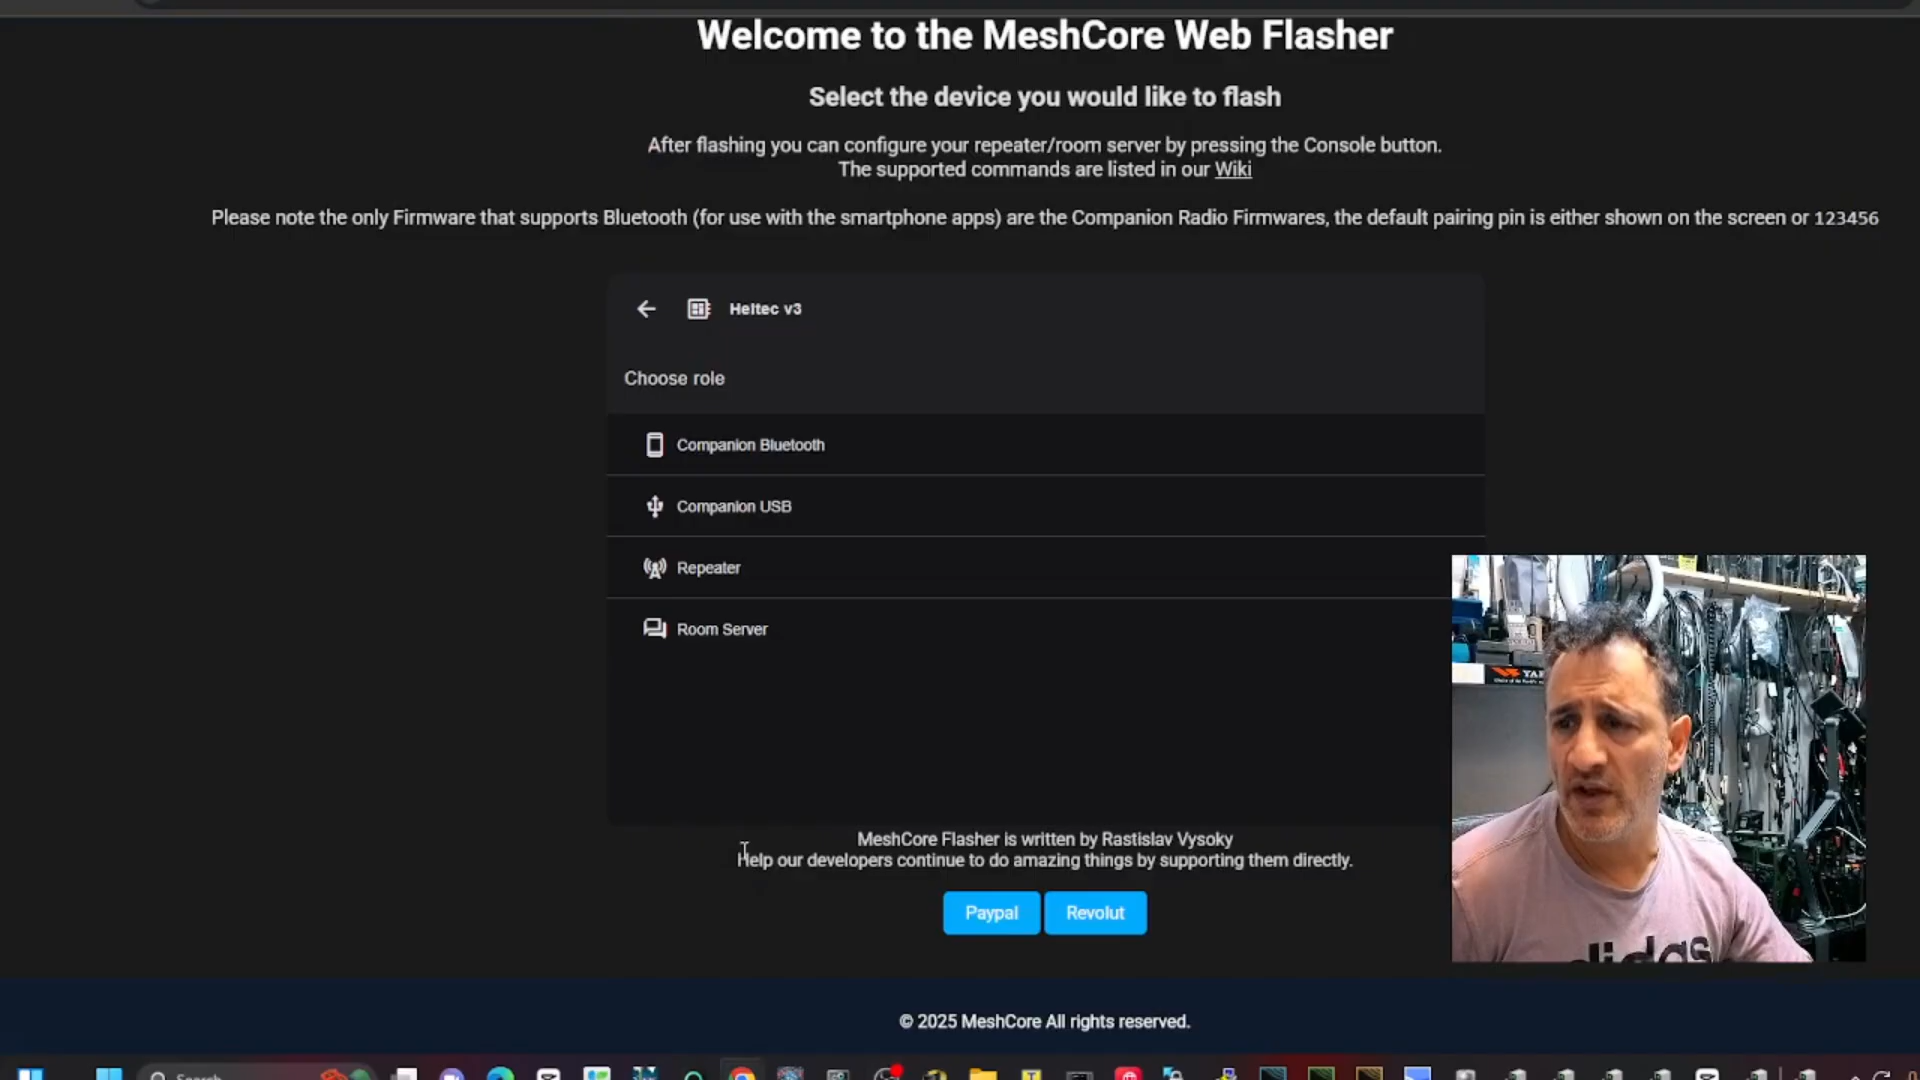 Welcome to the MeshCore Web Flasher
Select the device you would like to flash
After flashing you can configure your repeater/room server by pressing the Console button.
The supported commands are listed in our Wiki
Please note the only Firmware that supports Bluetooth (for use with the smartphone apps) are the Companion Radio Firmwares, the default pairing pin is either shown on the screen or 123456
Heltec v3
Choose role
Companion Bluetooth
Companion USB
Repeater
Room Server
adidas
MeshCore Flasher is written by Rastislav Vysoky
Help our developers continue to do amazing things by supporting them directly.
Paypal Revolut
© 2025 MeshCore All rights reserved.
Search